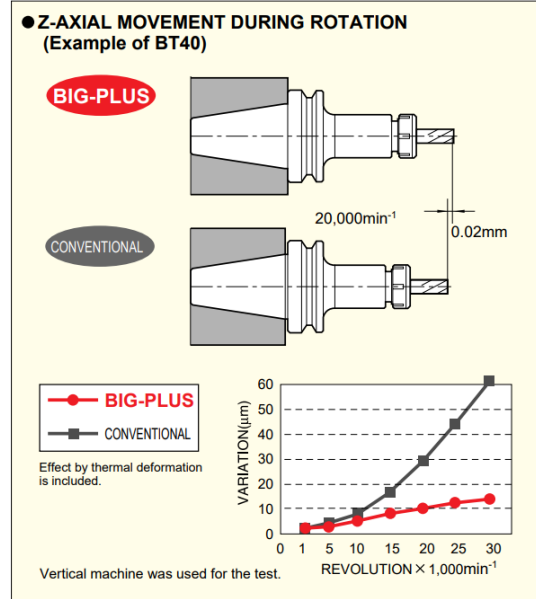 ●Z-AXIAL MOVEMENT DURING ROTATION
(Example of BT40)
BIG-PLUS
20,000min⁻¹
0.02mm
CONVENTIONAL
BIG-PLUS
CONVENTIONAL
Effect by thermal deformation
is included.
VARIATION(μm)
60
50
40
30
20
10
0
0 1 5 10 15 20 25 30
REVOLUTION×1,000min⁻¹
Vertical machine was used for the test.